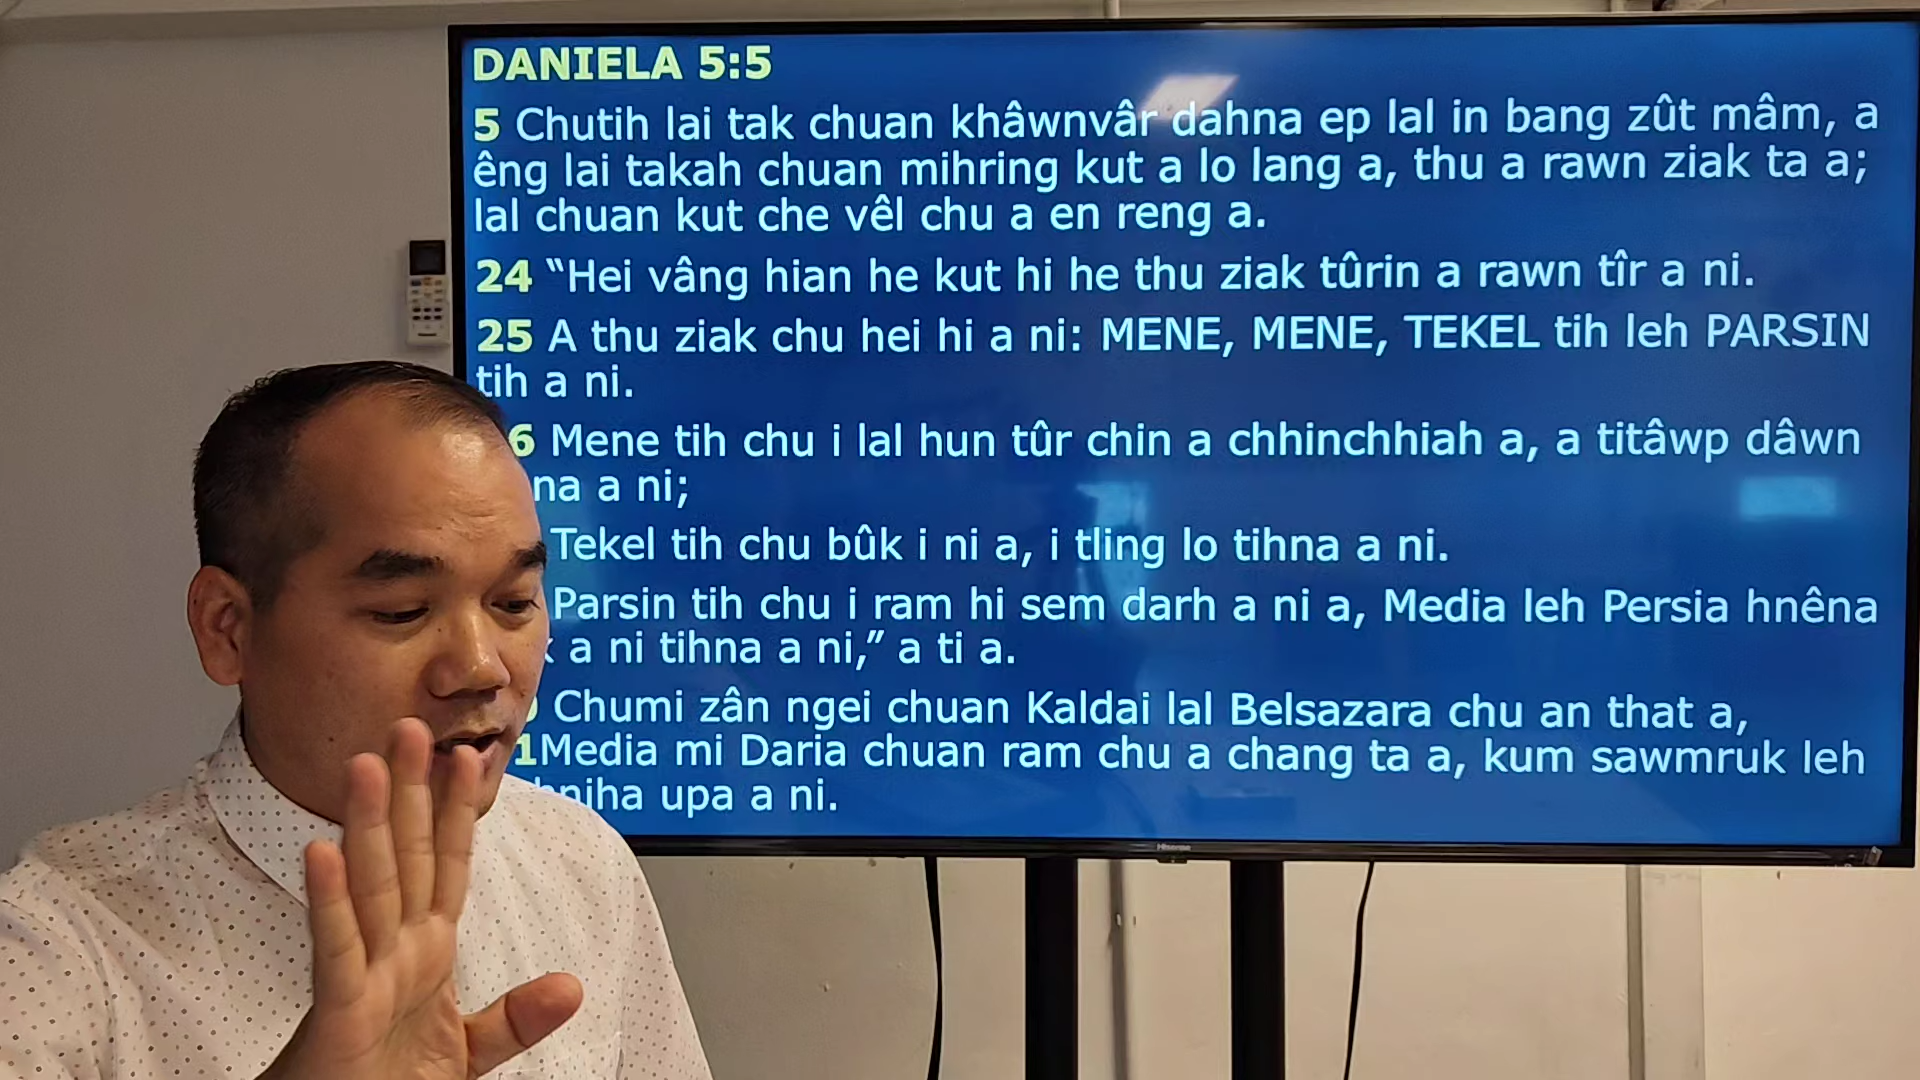 DANIELA 5:5
5 Chutih lai tak chuan khâwnvâr dahna ep lal in bang zût mâm, a
êng lai takah chuan mihring kut a lo lang a, thu a rawn ziak ta a;
lal chuan kut che vêl chu a en reng a.
24 “Hei vâng hian he kut hi he thu ziak tûrin a rawn tîr a ni.
25 A thu ziak chu hei hi a ni: MENE, MENE, TEKEL tih leh PARSIN
tih a ni.
6 Mene tih chu i lal hun tûr chin a chhinchhiah a, a titâwp dâwn
na a ni;
Tekel tih chu bûk i ni a, i tling lo tihna a ni.
Parsin tih chu i ram hi sem darh a ni a, Media leh Persia hnêna
a ni tihna a ni,” a ti a.
Chumi zân ngei chuan Kaldai lal Belsazara chu an that a,
1Media mi Daria chuan ram chu a chang ta a, kum sawmruk leh
upa a ni.
Hisense